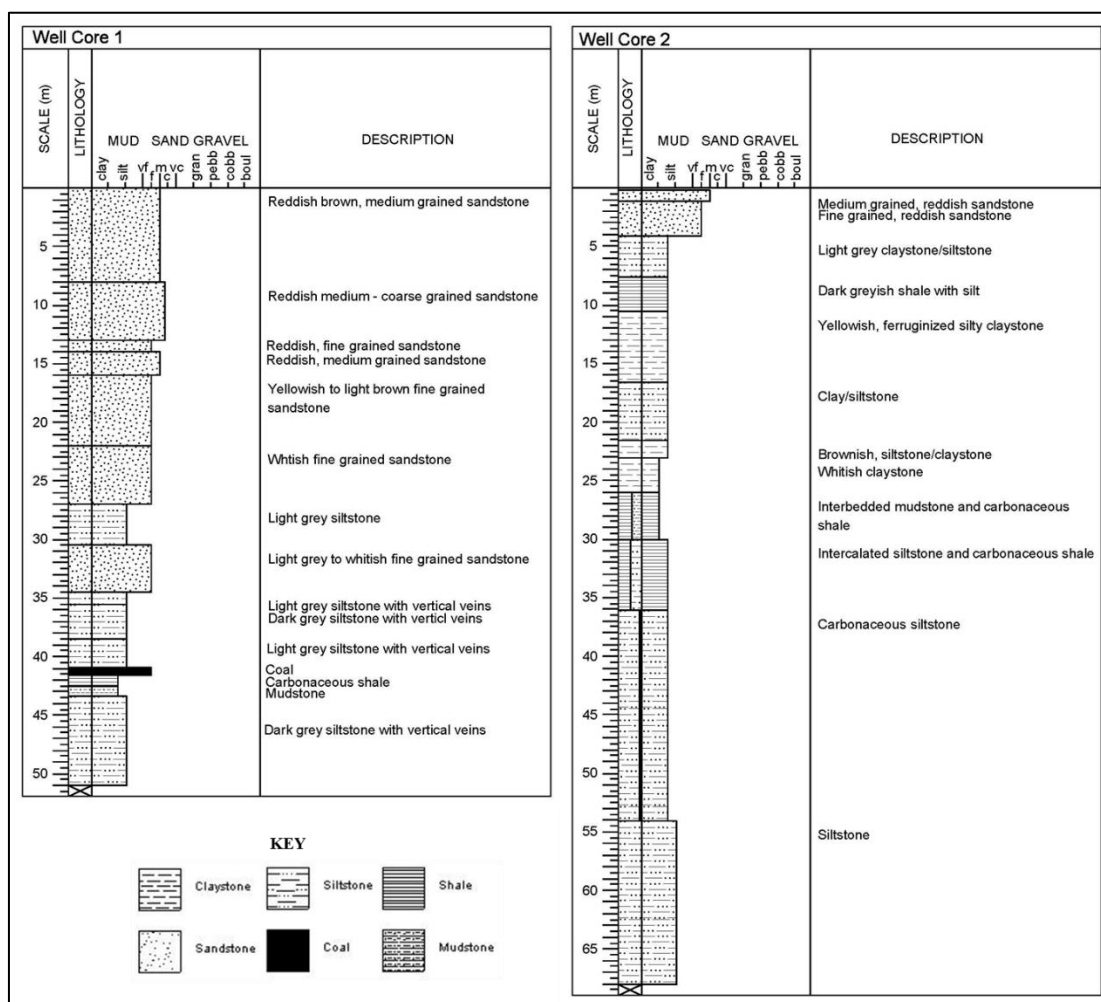 Well Core 1
SCALE (m)
LITHOLOGY
MUD SAND GRAVEL
clay
silt
vf
f
m
c
vc
gran
pebb
cobb
boul
DESCRIPTION
5
10
15
20
25
30
35
40
45
50
Reddish brown, medium grained sandstone
Reddish medium - coarse grained sandstone
Reddish, fine grained sandstone
Reddish, medium grained sandstone
Yellowish to light brown fine grained
sandstone
Whtish fine grained sandstone
Light grey siltstone
Light grey to whitish fine grained sandstone
Light grey siltstone with vertical veins
Dark grey siltstone with verticl veins
Light grey siltstone with vertical veins
Coal
Carbonaceous shale
Mudstone
Dark grey siltstone with vertical veins
Well Core 2
SCALE (m)
LITHOLOGY
MUD SAND GRAVEL
clay
silt
vf
f
m
c
vc
gran
pebb
cobb
boul
DESCRIPTION
5
10
15
20
25
30
35
40
45
50
55
60
65
Medium grained, reddish sandstone
Fine grained, reddish sandstone
Light grey claystone/siltstone
Dark greyish shale with silt
Yellowish, ferruginized silty claystone
Clay/siltstone
Brownish, siltstone/claystone
Whitish claystone
Interbedded mudstone and carbonaceous
shale
Intercalated siltstone and carbonaceous shale
Carbonaceous siltstone
Siltstone
KEY
Claystone
Siltstone
Shale
Sandstone
Coal
Mudstone